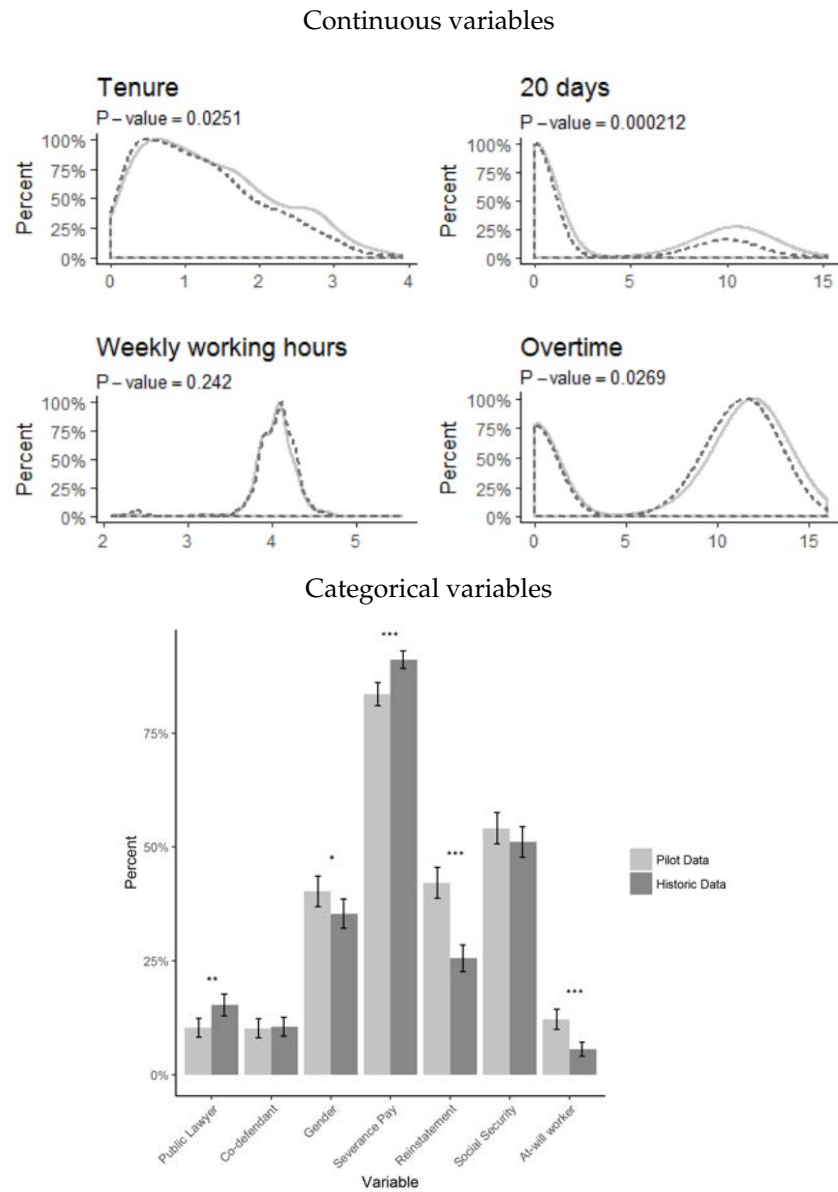 Continuous variables
Tenure
P – value = 0.0251
100%
75%
50%
25%
0%
Percent
0 1 2 3 4
20 days
P – value = 0.000212
100%
75%
50%
25%
0%
Percent
0 5 10 15
Weekly working hours
P – value = 0.242
100%
75%
50%
25%
0%
Percent
2 3 4 5
Overtime
P – value = 0.0269
100%
75%
50%
25%
0%
Percent
0 5 10 15
Categorical variables
75%
50%
25%
0%
Percent
**
*
***
***
***
Public Lawyer
Co-defendant
Gender
Severance Pay
Reinstatement
Social Security
At-will worker
Variable
Pilot Data
Historic Data